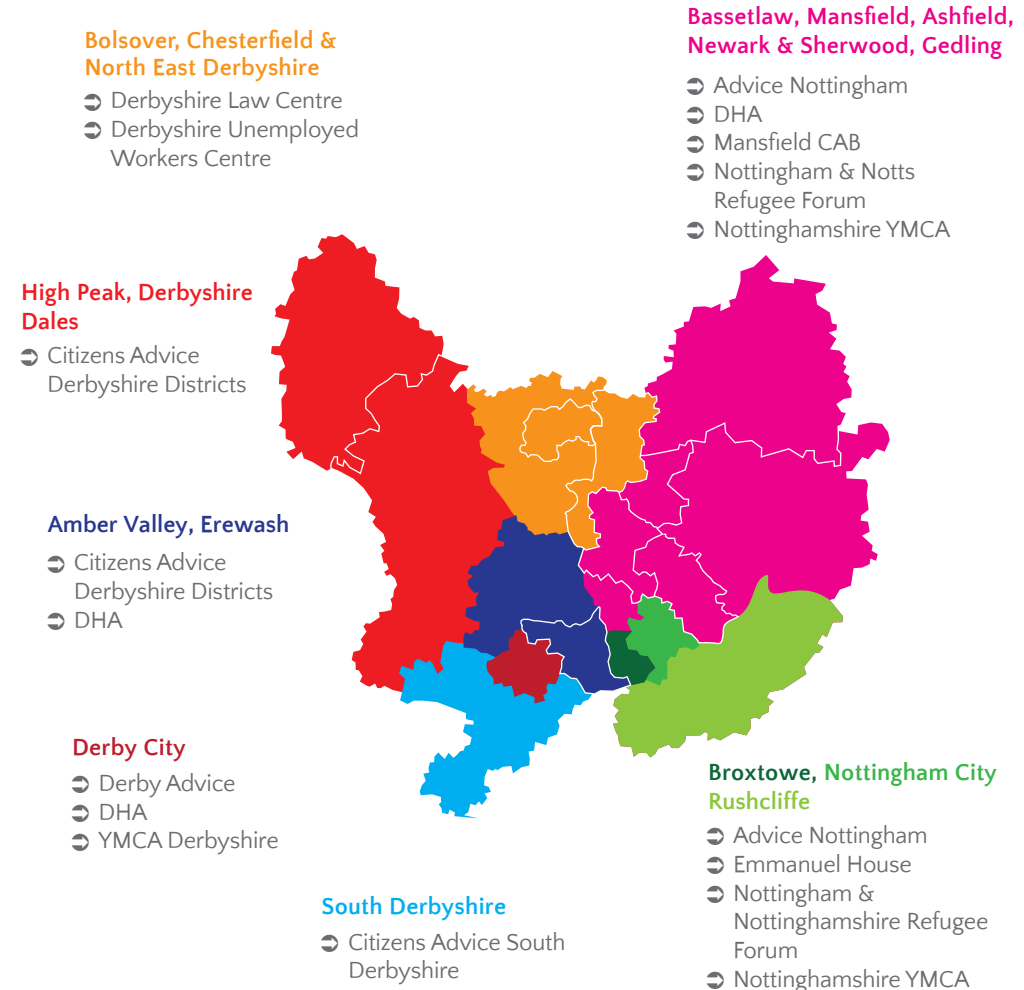 Bolsover, Chesterfield &
North East Derbyshire
Derbyshire Law Centre
Derbyshire Unemployed
Workers Centre
Bassetlaw, Mansfield, Ashfield,
Newark & Sherwood, Gedling
Advice Nottingham
DHA
Mansfield CAB
Nottingham & Notts
Refugee Forum
Nottinghamshire YMCA
High Peak, Derbyshire
Dales
Citizens Advice
Derbyshire Districts
Amber Valley, Erewash
Citizens Advice
Derbyshire Districts
DHA
Derby City
Derby Advice
DHA
YMCA Derbyshire
South Derbyshire
Citizens Advice South
Derbyshire
Broxtowe, Nottingham City
Rushcliffe
Advice Nottingham
Emmanuel House
Nottingham &
Nottinghamshire Refugee
Forum
Nottinghamshire YMCA